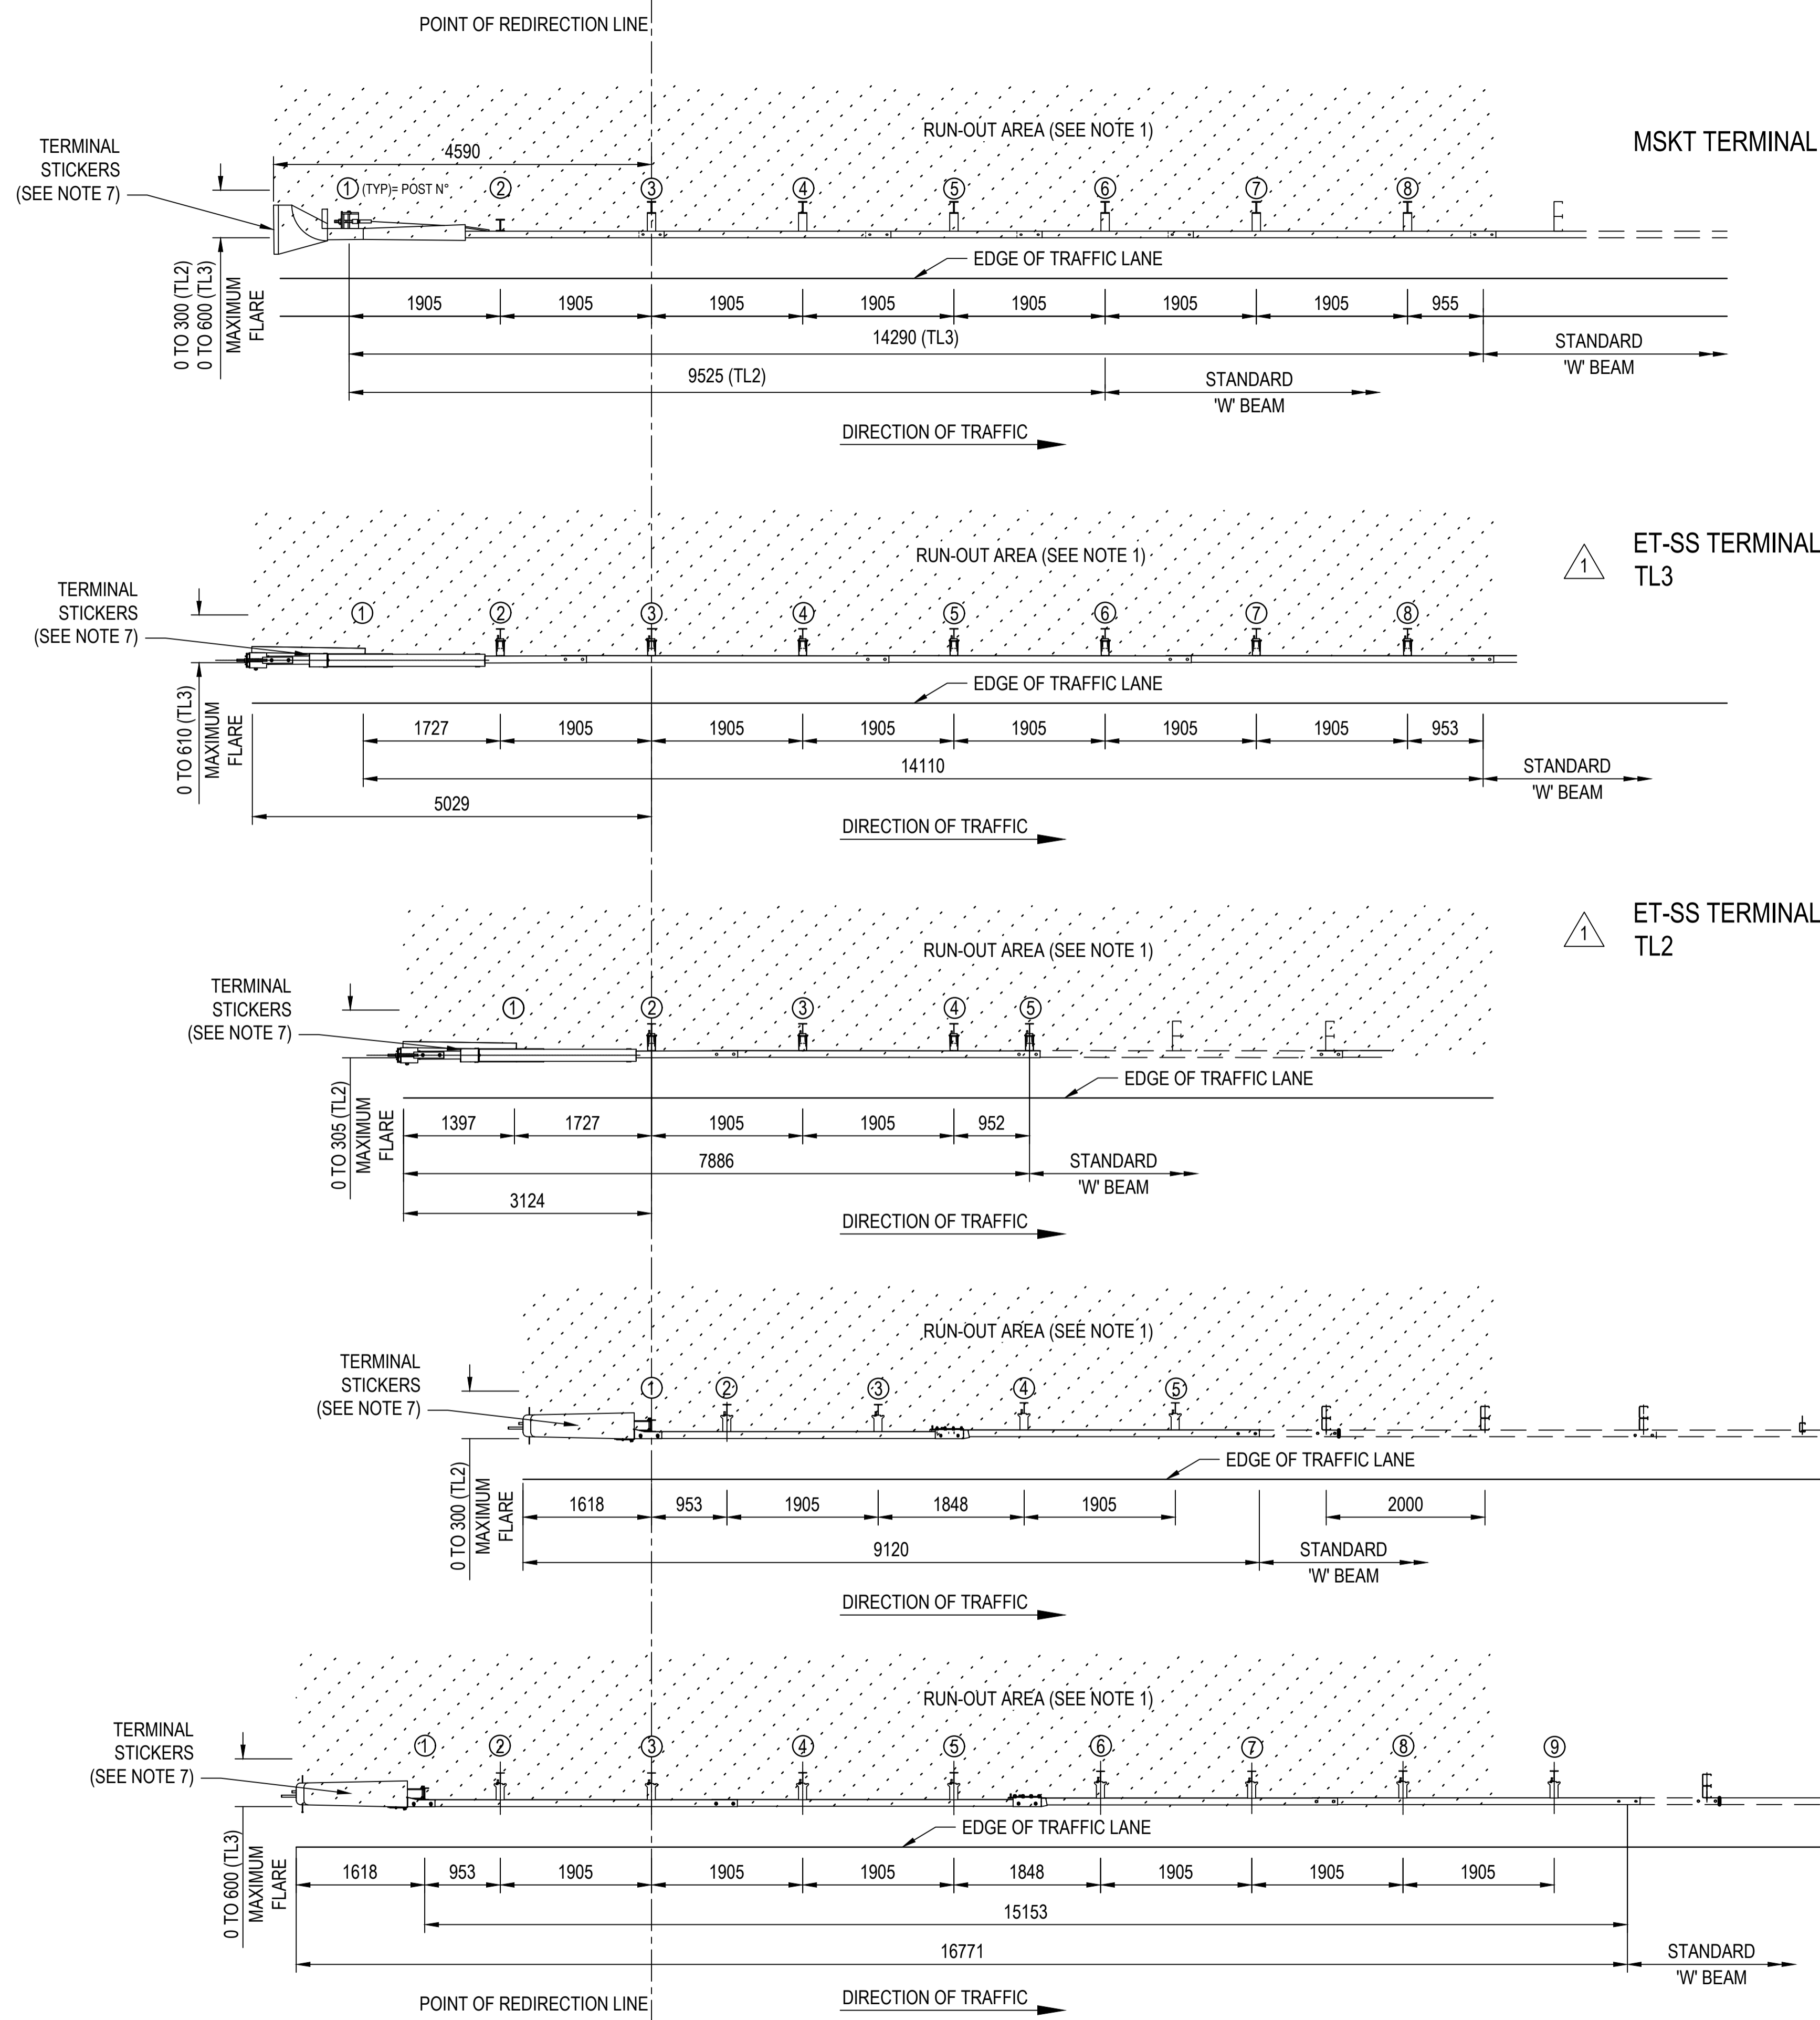 POINT OF REDIRECTION LINE
RUN-OUT AREA (SEE NOTE 1)
MSKT TERMINAL
TERMINAL
STICKERS
(SEE NOTE 7)
4590
1 (TYP)= POST N° 2 3 4 5 6 7 8
EDGE OF TRAFFIC LANE
0 TO 300 (TL2)
0 TO 600 (TL3)
MAXIMUM
FLARE
1905 1905 1905 1905 1905 1905 1905 955
14290 (TL3)
STANDARD
'W' BEAM
9525 (TL2)
STANDARD
'W' BEAM
DIRECTION OF TRAFFIC
RUN-OUT AREA (SEE NOTE 1)
1
ET-SS TERMINAL
TL3
TERMINAL
STICKERS
(SEE NOTE 7)
1 2 3 4 5 6 7 8
EDGE OF TRAFFIC LANE
0 TO 610 (TL3)
MAXIMUM
FLARE
1727 1905 1905 1905 1905 1905 1905 953
14110
STANDARD
'W' BEAM
5029
DIRECTION OF TRAFFIC
RUN-OUT AREA (SEE NOTE 1)
1
ET-SS TERMINAL
TL2
TERMINAL
STICKERS
(SEE NOTE 7)
1 2 3 4 5
EDGE OF TRAFFIC LANE
0 TO 305 (TL2)
MAXIMUM
FLARE
1397 1727 1905 1905 952
7886
STANDARD
'W' BEAM
3124
DIRECTION OF TRAFFIC
RUN-OUT AREA (SEE NOTE 1)
TERMINAL
STICKERS
(SEE NOTE 7)
1 2 3 4 5
EDGE OF TRAFFIC LANE
0 TO 300 (TL2)
MAXIMUM
FLARE
1618 953 1905 1848 1905 2000
9120
STANDARD
'W' BEAM
DIRECTION OF TRAFFIC
RUN-OUT AREA (SEE NOTE 1)
TERMINAL
STICKERS
(SEE NOTE 7)
1 2 3 4 5 6 7 8 9
EDGE OF TRAFFIC LANE
0 TO 600 (TL3)
MAXIMUM
FLARE
1618 953 1905 1905 1905 1848 1905 1905 1905
15153
16771
STANDARD
'W' BEAM
POINT OF REDIRECTION LINE
DIRECTION OF TRAFFIC